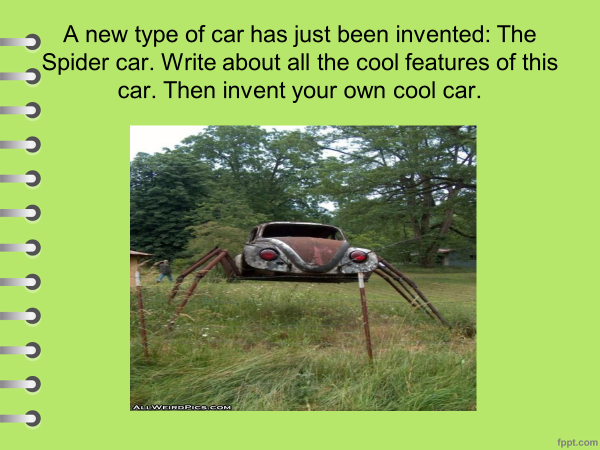 A new type of car has just been invented: The
Spider car. Write about all the cool features of this
car. Then invent your own cool car.
AllWeirdPics.com
fppt.com